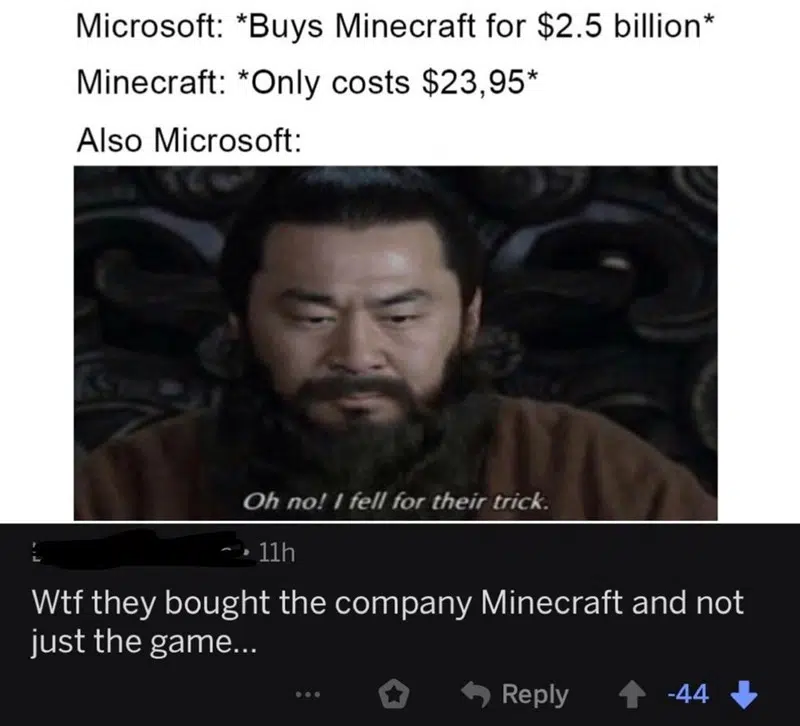 Microsoft: *Buys Minecraft for $2.5 billion*
Minecraft: *Only costs $23,95*
Also Microsoft:
Oh no! I fell for their trick.
11h
Wtf they bought the company Minecraft and not
just the game...
Reply
-44